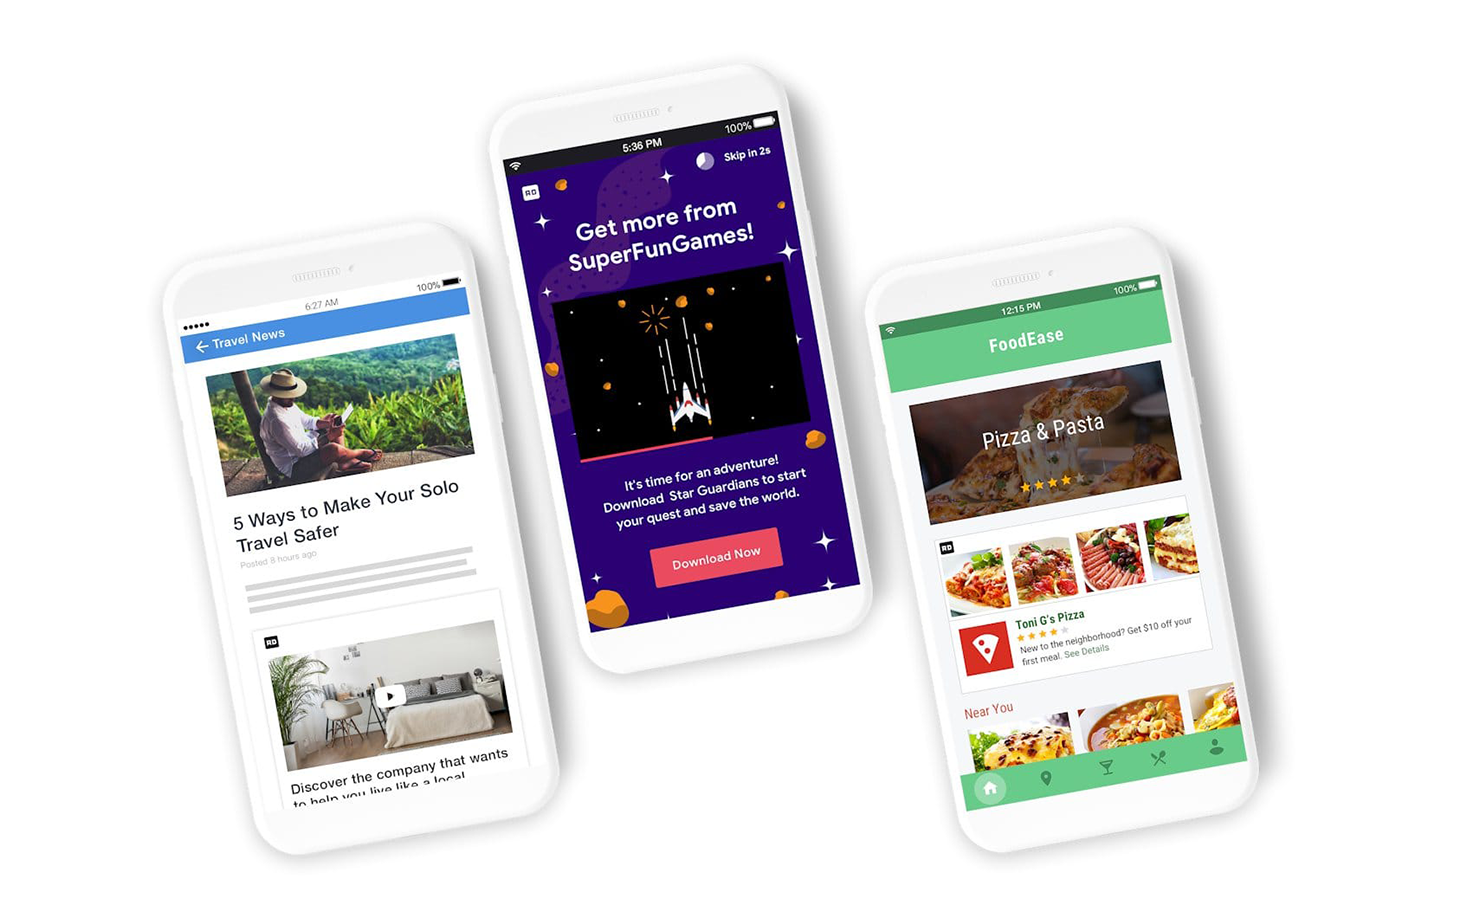 6:27 AM
100%
Travel News
5 Ways to Make Your Solo
Travel Safer
Posted 8 hours ago
AD
Discover the company that wants
to help you live like a local
5:36 PM
100%
AD
Skip in 2s
Get more from
SuperFunGames!
It's time for an adventure!
Download Star Guardians to start
your quest and save the world.
Download Now
12:15 PM
100%
FoodEase
Pizza & Pasta
AD
Toni G's Pizza
New to the neighborhood? Get $10 off your
first meal. See Details
Near You